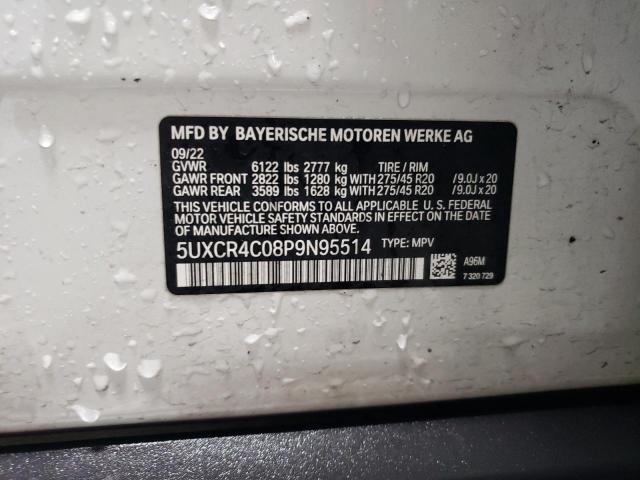 MFD BY BAYERISCHE MOTOREN WERKE AG
09/22
GVWR 6122 lbs 2777 kg TIRE / RIM
GAWR FRONT 2822 lbs 1280 kg WITH 275/45 R20 /9.0J x 20
GAWR REAR 3589 lbs 1628 kg WITH 275/45 R20 /9.0J x 20
THIS VEHICLE CONFORMS TO ALL APPLICABLE U. S. FEDERAL
MOTOR VEHICLE SAFETY STANDARDS IN EFFECT ON THE
DATE OF MANUFACTURE SHOWN ABOVE.
5UXCR4C08P9N95514 TYPE: MPV
A96M
7 320 729